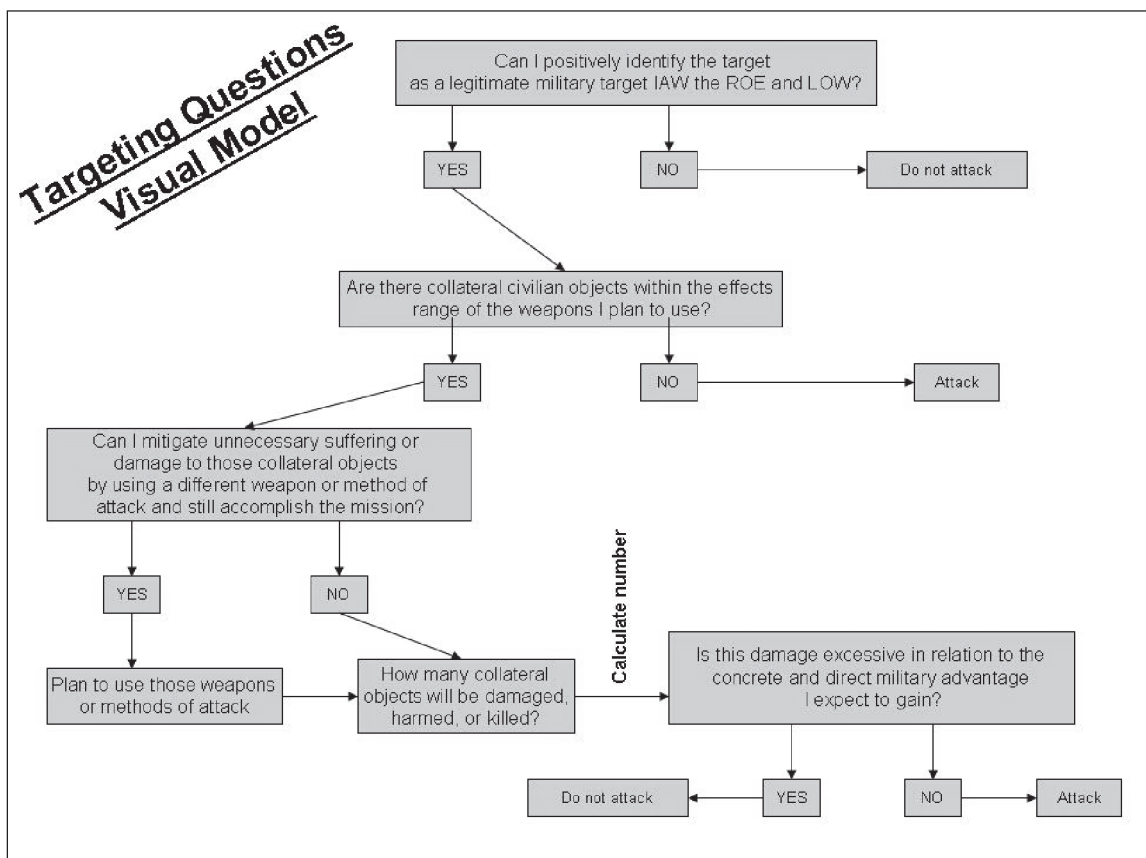 Targeting Questions
Visual Model
Can I positively identify the target
as a legitimate military target IAW the ROE and LOW?
YES
NO
Do not attack
Are there collateral civilian objects within the effects
range of the weapons I plan to use?
YES
NO
Attack
Can I mitigate unnecessary suffering or
damage to those collateral objects
by using a different weapon or method of
attack and still accomplish the mission?
YES
NO
Plan to use those weapons
or methods of attack
How many collateral
objects will be damaged,
harmed, or killed?
Calculate number
Is this damage excessive in relation to the
concrete and direct military advantage
I expect to gain?
Do not attack
YES
NO
Attack